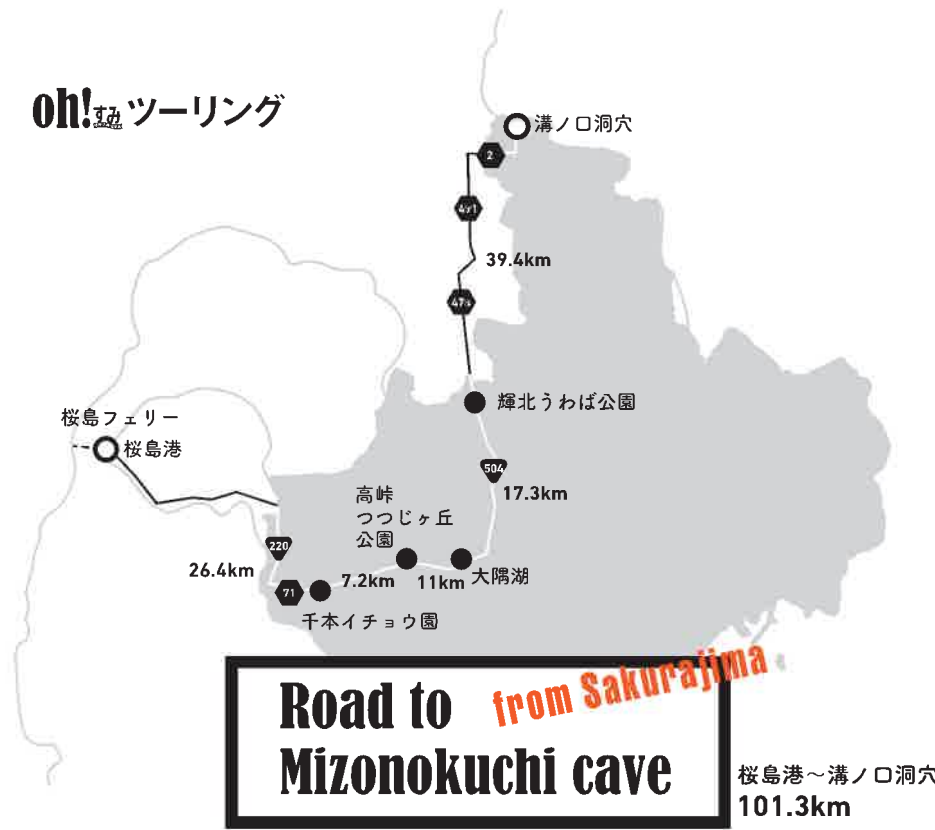 oh!すみツーリング
溝ノ口洞穴
2
491
39.4km
478
輝北うわば公園
桜島フェリー
桜島港
504
17.3km
高峠
つつじヶ丘
公園
220
26.4km
7.2km
11km
大隅湖
71
千本イチョウ園
Road to
from Sakurajima
Mizonokuchi cave
桜島港～溝ノ口洞穴
101.3km